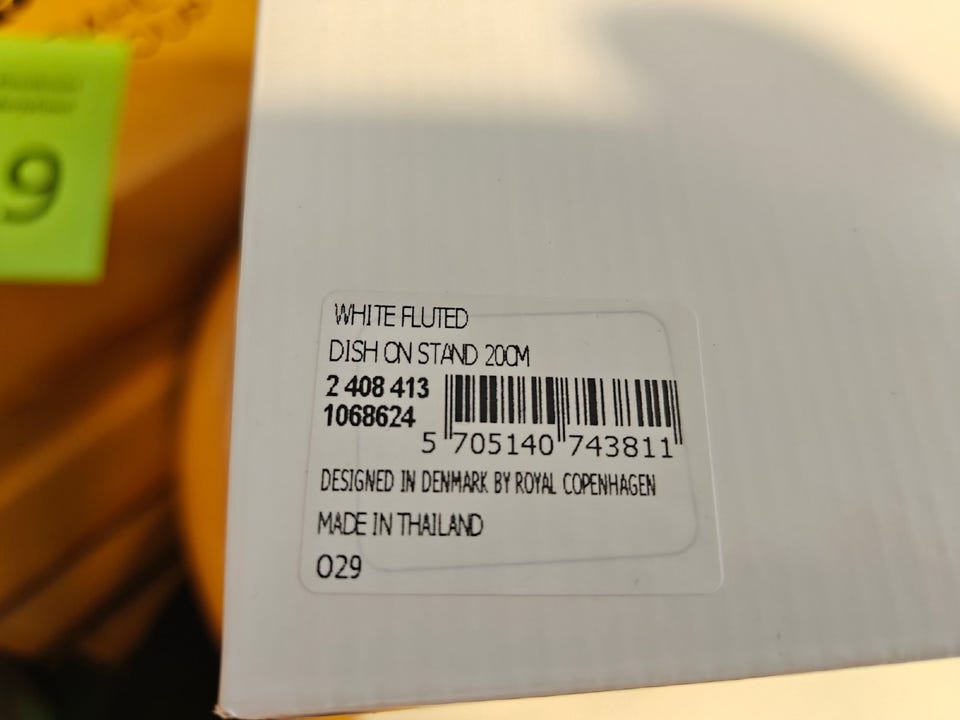 9
WHITE FLUTED
DISH ON STAND 20CM
2 408 413
1068624
5 705140 743811
DESIGNED IN DENMARK BY ROYAL COPENHAGEN
MADE IN THAILAND
029